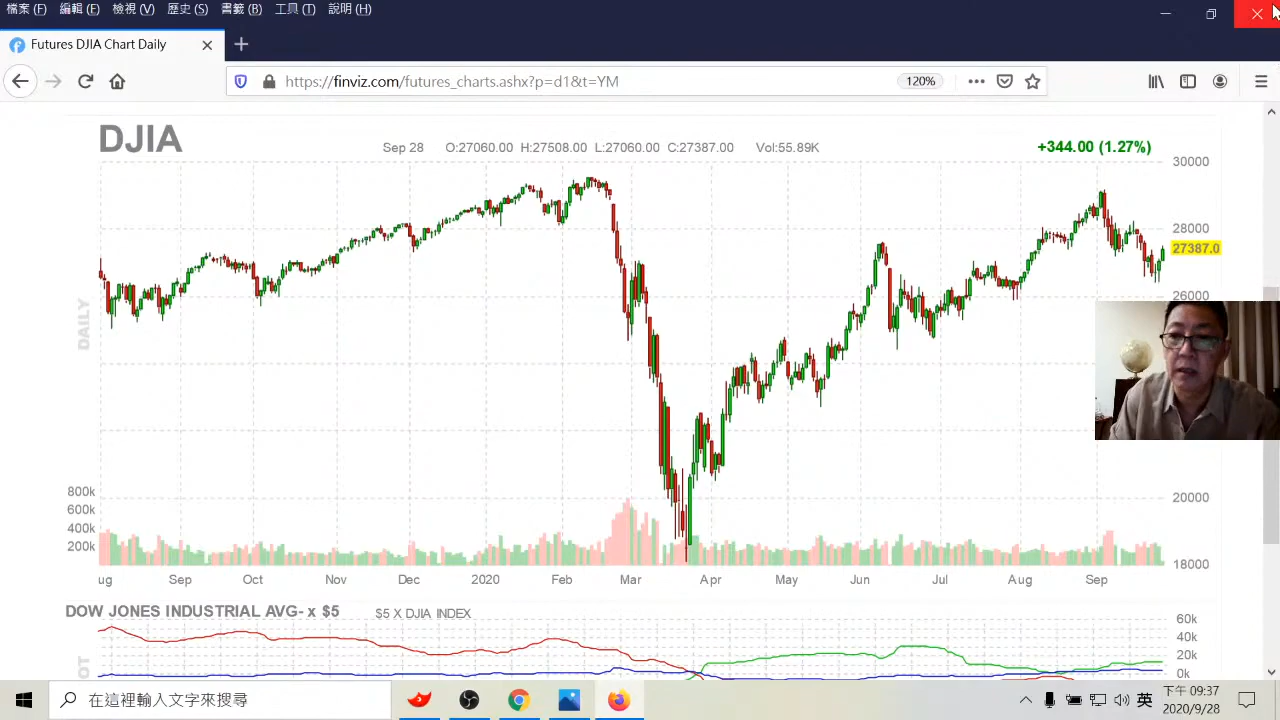 檔案 (F) 編輯 (E) 檢視 (V) 歷史 (S) 書籤 (B) 工具 (T) 說明 (H)
Futures DJIA Chart Daily
https://finviz.com/futures_charts.ashx?p=d1&t=YM 120%
DJIA
Sep 28 O:27060.00 H:27508.00 L:27060.00 C:27387.00 Vol:55.89K +344.00 (1.27%)
30000
28000
27387.0
26000
DAILY
800k 20000
600k
400k
200k
18000
ug Sep Oct Nov Dec 2020 Feb Mar Apr May Jun Jul Aug Sep
DOW JONES INDUSTRIAL AVG- x $5 $5 X DJIA INDEX
60k
40k
20k
0k
OT
在這裡輸入文字來搜尋
英
下午 09:37
2020/9/28